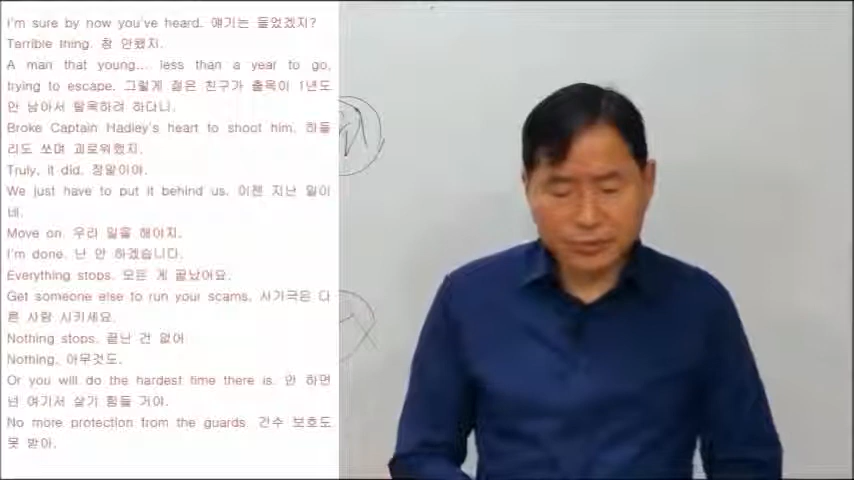 I'm sure by now you've heard. 얘기는 들었겠지?
Terrible thing. 참 안됐지.
A man that young... less than a year to go,
trying to escape. 그렇게 젊은 친구가 출옥이 1년도
안 남아서 탈옥하려 하다니.
Broke Captain Hadley's heart to shoot him. 하들
리도 쏘며 괴로워했지.
Truly, it did. 정말이야.
We just have to put it behind us. 이젠 지난 일이
네.
Move on. 우리 일을 해야지.
I'm done. 난 안 하겠습니다.
Everything stops. 모든 게 끝났어요.
Get someone else to run your scams. 사기극은 다
른 사람 시키세요.
Nothing stops. 끝난 건 없어
Nothing. 아무것도.
Or you will do the hardest time there is. 안 하면
넌 여기서 살기 힘들 거야.
No more protection from the guards. 간수 보호도
못 받아.